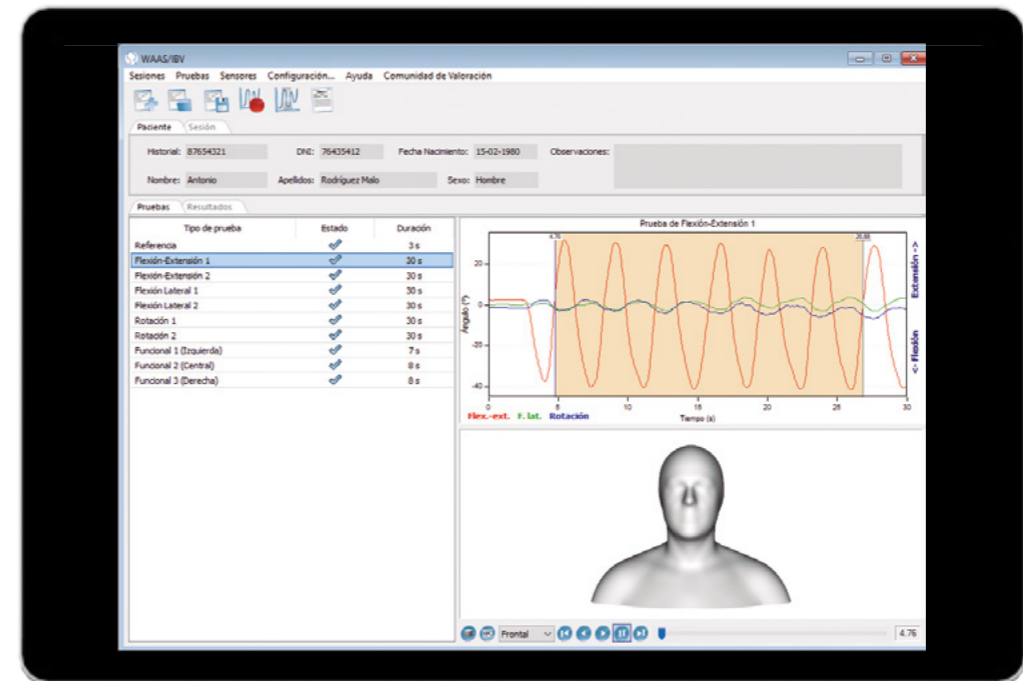 WAAS/IBV
Sesiones Pruebas Sensores Configuración... Ayuda Comunidad de Valoración
Paciente Sesión
Historial: 87654321 DNI: 76435412 Fecha Nacimiento: 15-02-1980 Observaciones:
Nombre: Antonio Apellidos: Rodríguez Malo Sexo: Hombre
Pruebas Resultados
Tipo de prueba Estado Duración
Referencia 3 s
Flexión-Extensión 1 30 s
Flexión-Extensión 2 30 s
Flexión Lateral 1 30 s
Flexión Lateral 2 30 s
Rotación 1 30 s
Rotación 2 30 s
Funcional 1 (Izquierda) 7 s
Funcional 2 (Central) 8 s
Funcional 3 (Derecha) 8 s
Prueba de Flexión-Extensión 1
4.76
20
0
-20
-40
Ángulo (º)
Extensión ->
<- Flexión
0 5 10 15 20 25 30
Flex.-ext. F. lat. Rotación
Tiempo (s)
Frontal
4.76